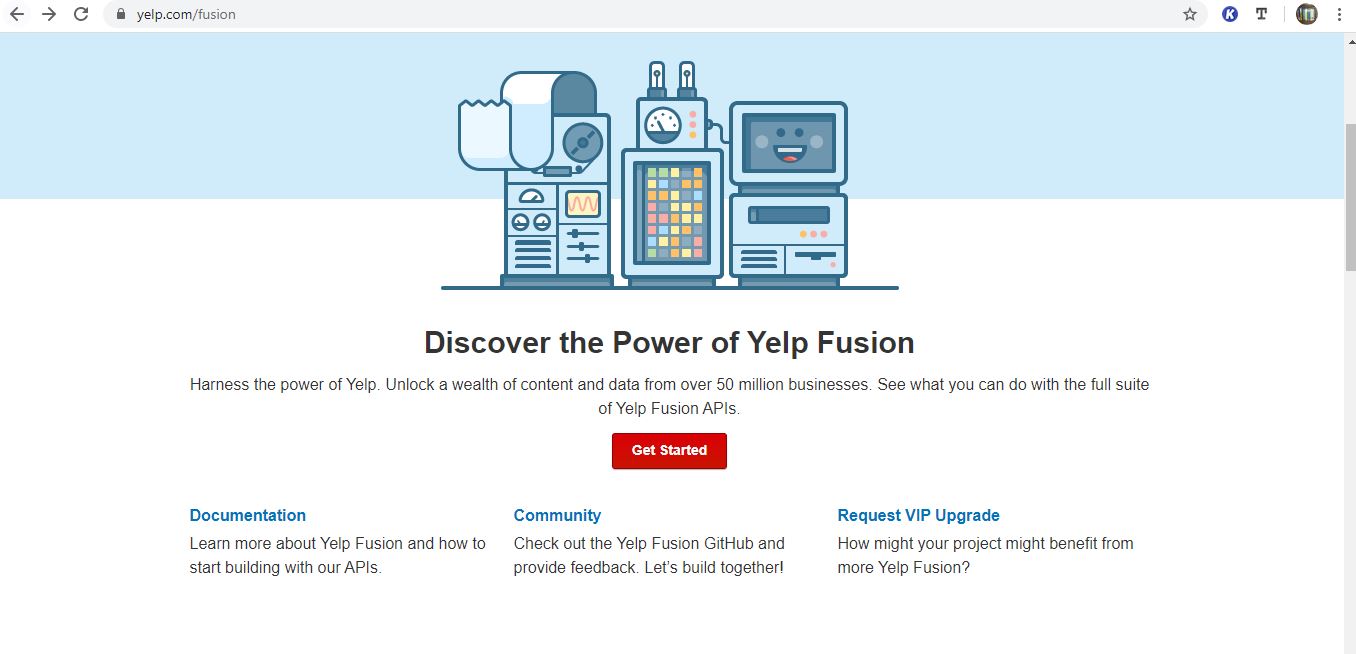 yelp.com/fusion
K
T
Discover the Power of Yelp Fusion
Harness the power of Yelp. Unlock a wealth of content and data from over 50 million businesses. See what you can do with the full suite
of Yelp Fusion APIs.
Get Started
Documentation
Learn more about Yelp Fusion and how to
start building with our APIs.
Community
Check out the Yelp Fusion GitHub and
provide feedback. Let’s build together!
Request VIP Upgrade
How might your project might benefit from
more Yelp Fusion?